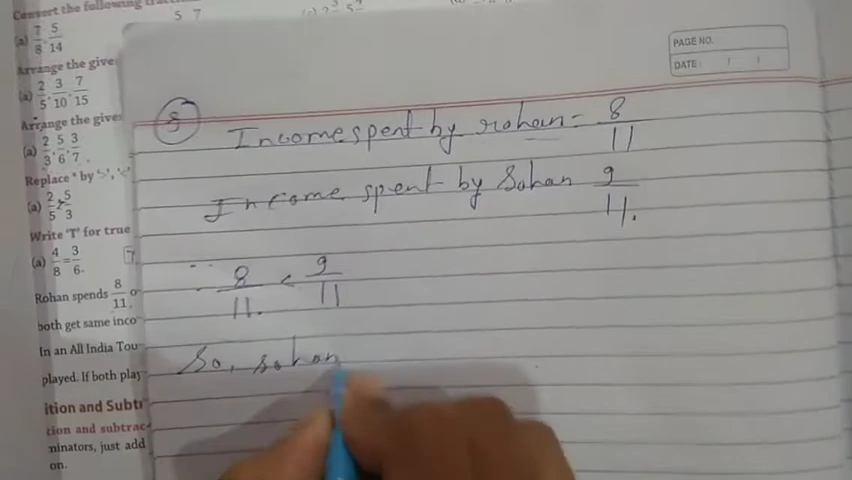 Convert the following
5 7
(a) 7/8, 5/14
Arrange the give
(a) 2/5, 3/10, 7/15
Arrange the give
(a) 2/3, 5/6, 3/7
Replace * by '>', '<'
(a) 2/5 * 5/3
Write 'T' for true
(a) 4/8 = 3/6.
7.
Rohan spends 8/11
both get same inco
In an All India Tou
played. If both play
ition and Subtr
tion and subtrac
minators, just add
on.
PAGE NO.
DATE: / /
8
Income spent by rohan = 8/11
Income spent by Sohan 9/11.
∵ 8/11. < 9/11
So, sohan